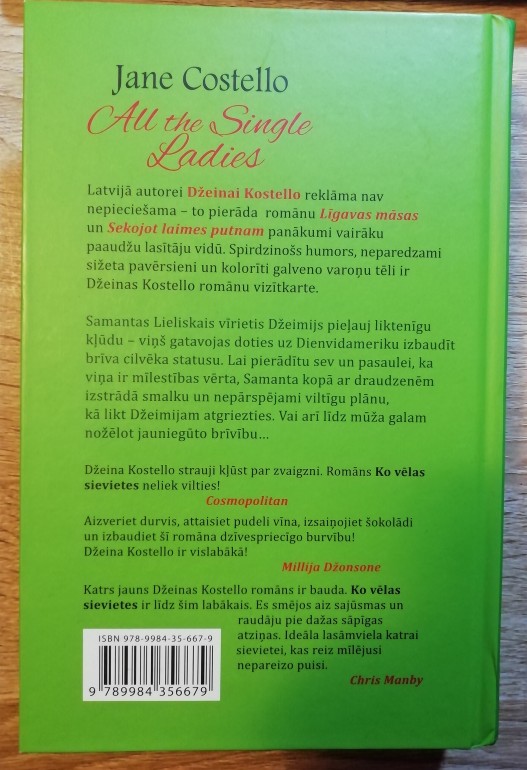 Jane Costello
All the Single
Ladies
Latvijā autorei Džeinai Kostello reklāma nav
nepieciešama – to pierāda romānu Līgavas māsas
un Sekojot laimes putnam panākumi vairāku
paaudžu lasītāju vidū. Spirdzinošs humors, neparedzami
sižeta pavērsieni un kolorīti galveno varoņu tēli ir
Džeinas Kostello romānu vizītkarte.
Samantas Lieliskais vīrietis Džeimijs pieļauj liktenīgu
kļūdu – viņš gatavojas doties uz Dienvidameriku izbaudīt
brīva cilvēka statusu. Lai pierādītu sev un pasaulei, ka
viņa ir mīlestības vērta, Samanta kopā ar draudzenēm
izstrādā smalku un nepārspējami viltīgu plānu,
kā likt Džeimijam atgriezties. Vai arī līdz mūža galam
nožēlot jauniegūto brīvību...
Džeina Kostello strauji kļūst par zvaigzni. Romāns Ko vēlas
sievietes neliek vilties!
Cosmopolitan
Aizveriet durvis, attaisiet pudeli vīna, izsaiņojiet šokolādi
un izbaudiet šī romāna dzīvespriecīgo burvību!
Džeina Kostello ir vislabākā!
Millija Džonsone
Katrs jauns Džeinas Kostello romāns ir bauda. Ko vēlas
sievietes ir līdz šim labākais. Es smējos aiz sajūsmas un
raudāju pie dažas sāpīgas
atziņas. Ideāla lasāmviela katrai
sievietei, kas reiz mīlējusi
nepareizo puisi.
Chris Manby
ISBN 978-9984-35-667-9
9 789984 356679